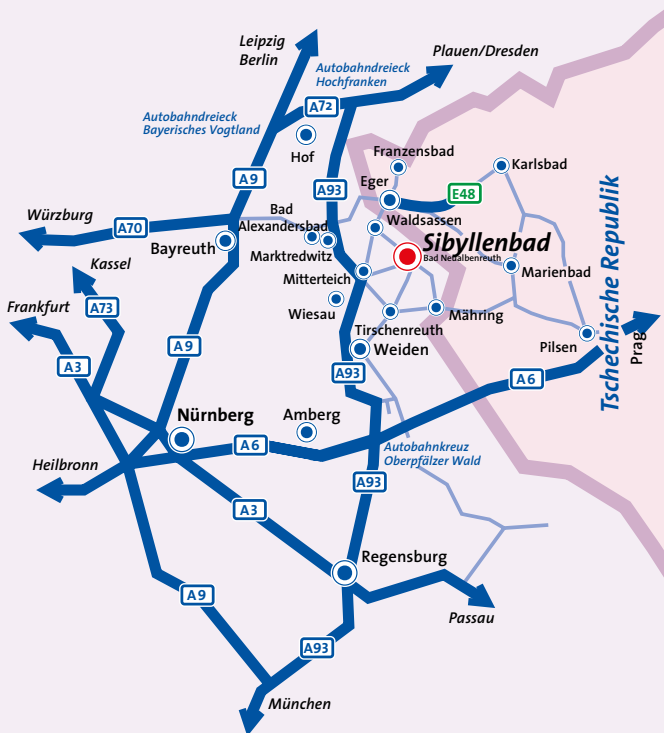 Leipzig
Berlin
Plauen/Dresden
Autobahndreieck
Hochfranken
A72
Autobahndreieck
Bayerisches Vogtland
Hof
Franzensbad
Karlsbad
A9
A93
Eger
E48
Bad
Alexandersbad
Waldsassen
Würzburg
A70
Bayreuth
Marktredwitz
Sibyllenbad
Bad Neualbenreuth
Kassel
Mitterteich
Marienbad
Tschechische Republik
Frankfurt
A73
Wiesau
Mähring
Tirschenreuth
Prag
A3
A9
Weiden
Pilsen
A93
A6
Nürnberg
Amberg
A6
Autobahnkreuz
Oberpfälzer Wald
Heilbronn
A93
A3
Regensburg
A9
Passau
A93
München